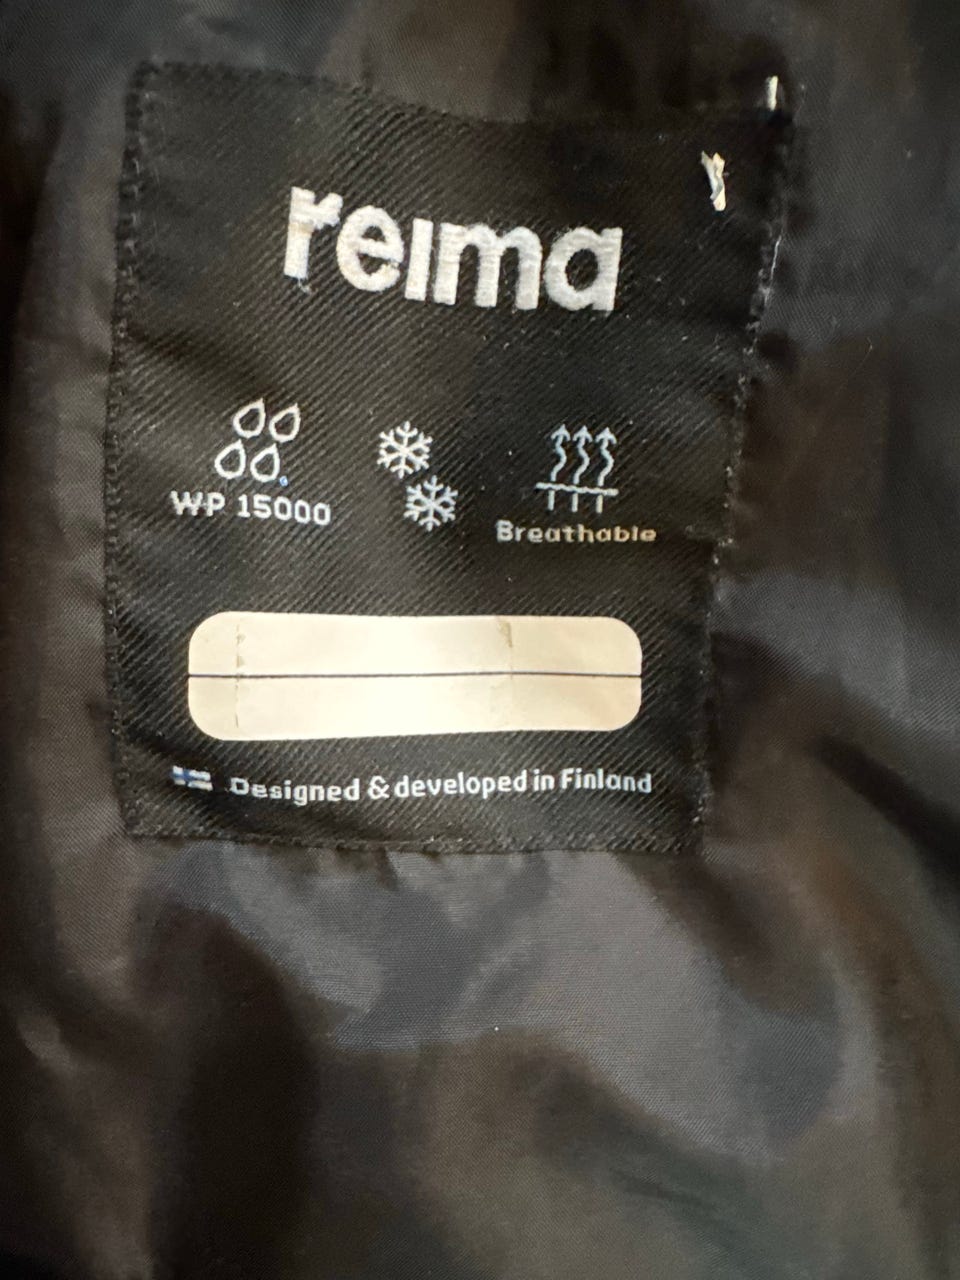 reima
WP 15000
Breathable
Designed & developed in Finland